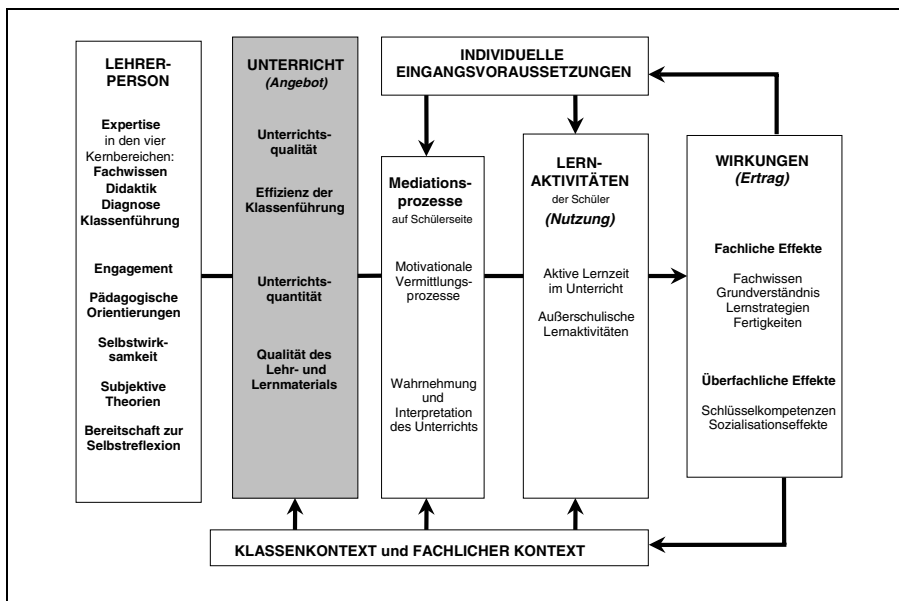 LEHRER-
PERSON
Expertise
in den vier
Kernbereichen:
Fachwissen
Didaktik
Diagnose
Klassenführung
Engagement
Pädagogische
Orientierungen
Selbstwirk-
samkeit
Subjektive
Theorien
Bereitschaft zur
Selbstreflexion
UNTERRICHT
(Angebot)
Unterrichts-
qualität
Effizienz der
Klassenführung
Unterrichts-
quantität
Qualität des
Lehr- und
Lernmaterials
INDIVIDUELLE
EINGANGSVORAUSSETZUNGEN
Mediations-
prozesse
auf Schülerseite
Motivationale
Vermittlungs-
prozesse
Wahrnehmung
und
Interpretation
des Unterrichts
LERN-
AKTIVITÄTEN
der Schüler
(Nutzung)
Aktive Lernzeit
im Unterricht
Außerschulische
Lernaktivitäten
WIRKUNGEN
(Ertrag)
Fachliche Effekte
Fachwissen
Grundverständnis
Lernstrategien
Fertigkeiten
Überfachliche Effekte
Schlüsselkompetenzen
Sozialisationseffekte
KLASSENKONTEXT und FACHLICHER KONTEXT